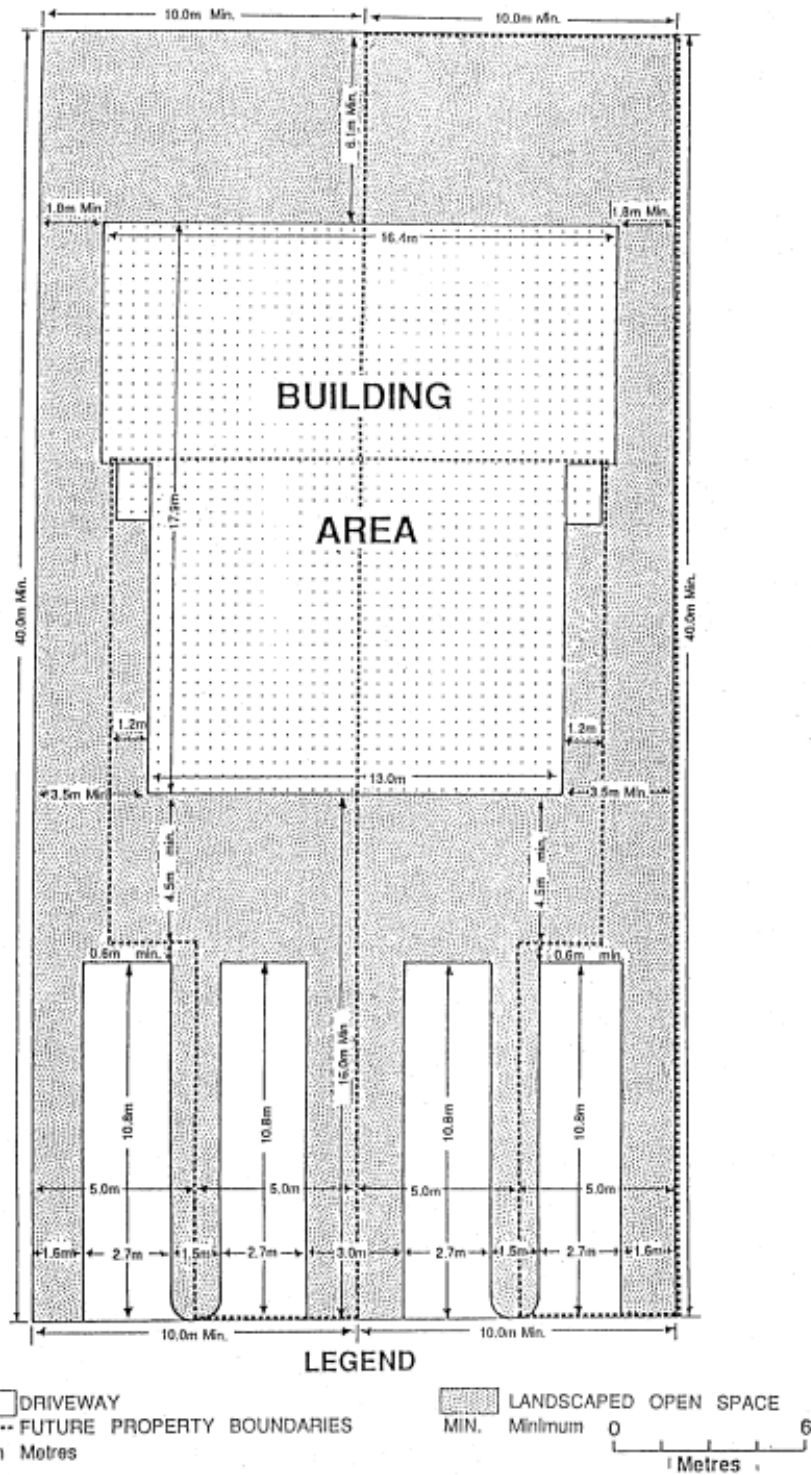 10.0m Min. 10.0m Min.
6.1m Min.
1.8m Min. 1.8m Min.
16.4m
BUILDING
17.9m
AREA
40.0m Min. 40.0m Min.
1.2m 1.2m
13.0m
3.5m Min. 3.5m Min.
4.5m min. 4.5m min.
0.6m min. 0.6m min.
16.0m Min
10.8m 10.8m 10.8m 10.8m
5.0m 5.0m 5.0m 5.0m
1.6m 2.7m 1.5m 2.7m 3.0m 2.7m 1.5m 2.7m 1.6m
10.0m Min. 10.0m Min.
LEGEND
DRIVEWAY LANDSCAPED OPEN SPACE
FUTURE PROPERTY BOUNDARIES MIN. Minimum 0 6
Metres Metres